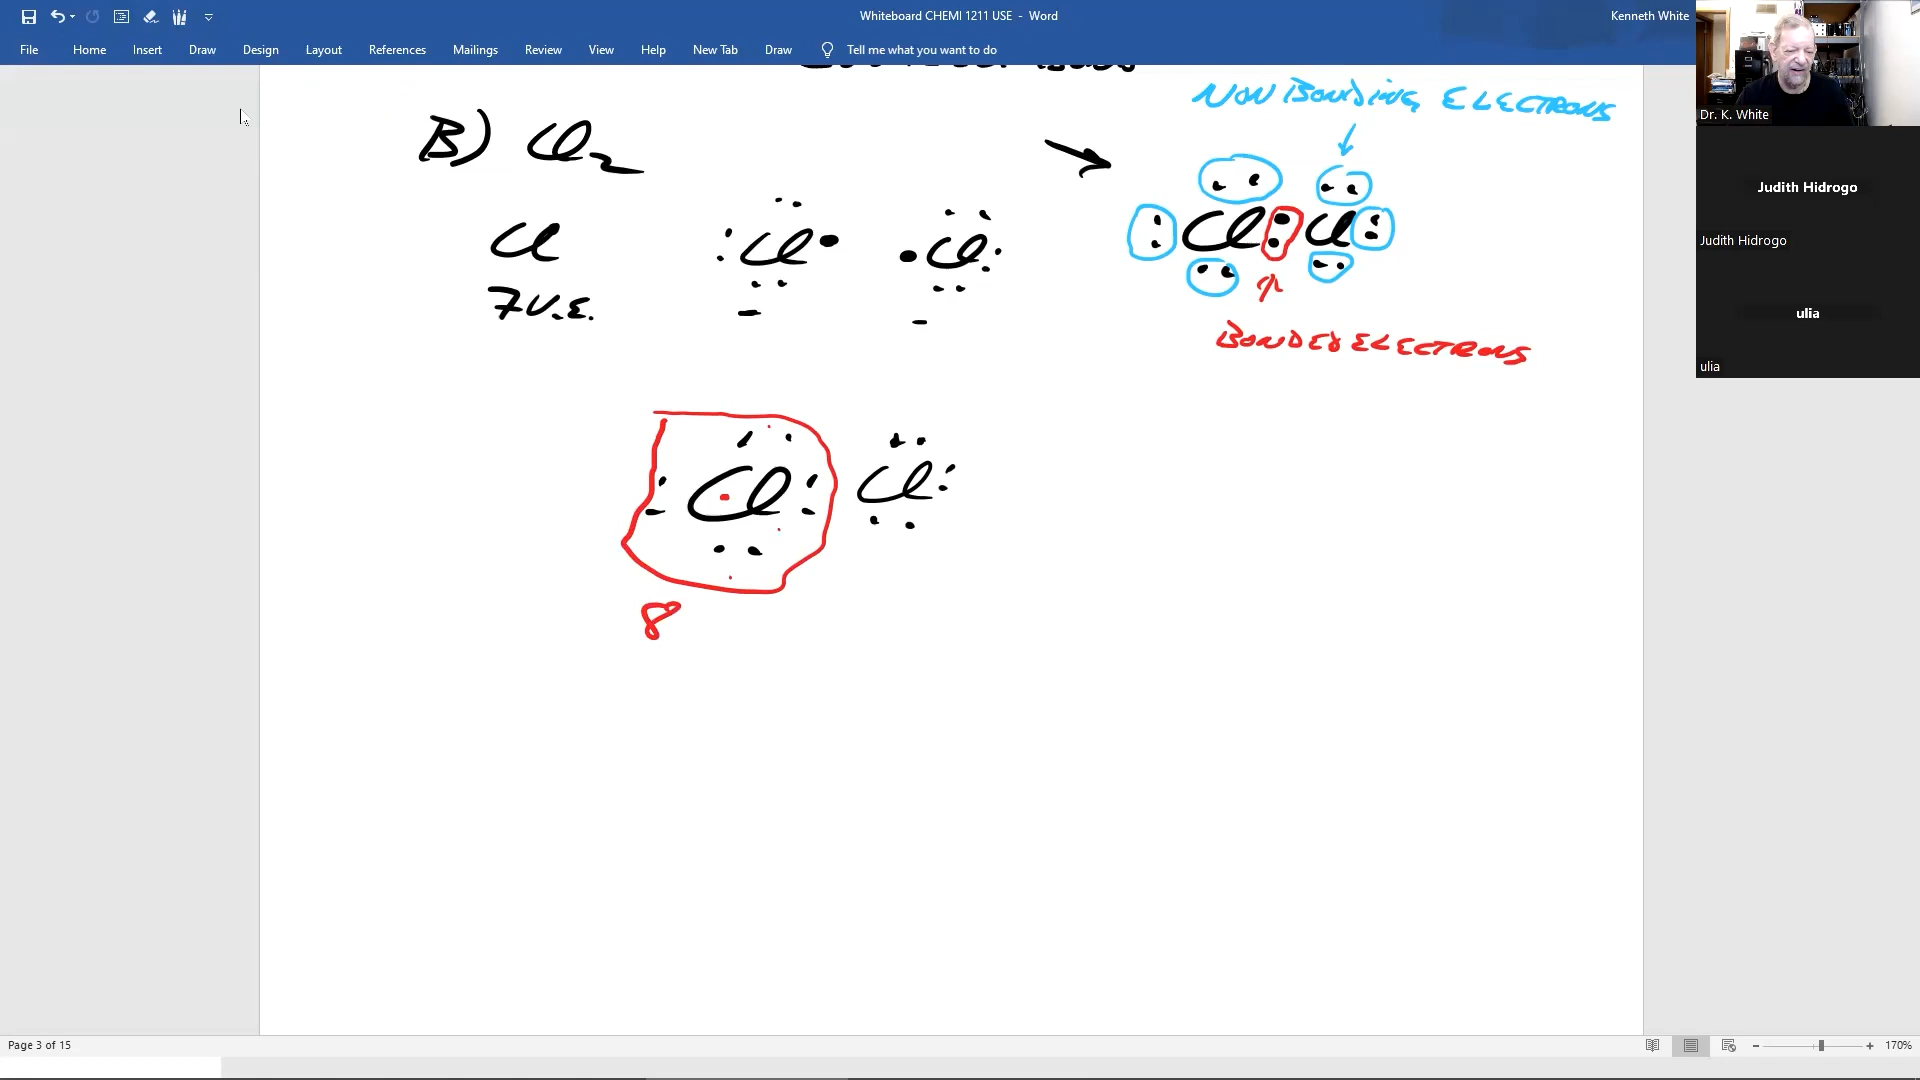 Whiteboard CHEMI 1211 USE - Word
Kenneth White
File Home Insert Draw Design Layout References Mailings Review View Help New Tab Draw Tell me what you want to do
Dr. K. White
Judith Hidrogo
Judith Hidrogo
ulia
ulia
NON BONDING ELECTRONS
B) Cl2
Cl
7 V.E.
:Cl• •Cl:
Cl:Cl
BONDED ELECTRONS
:Cl: Cl:
8
Page 3 of 15
170%